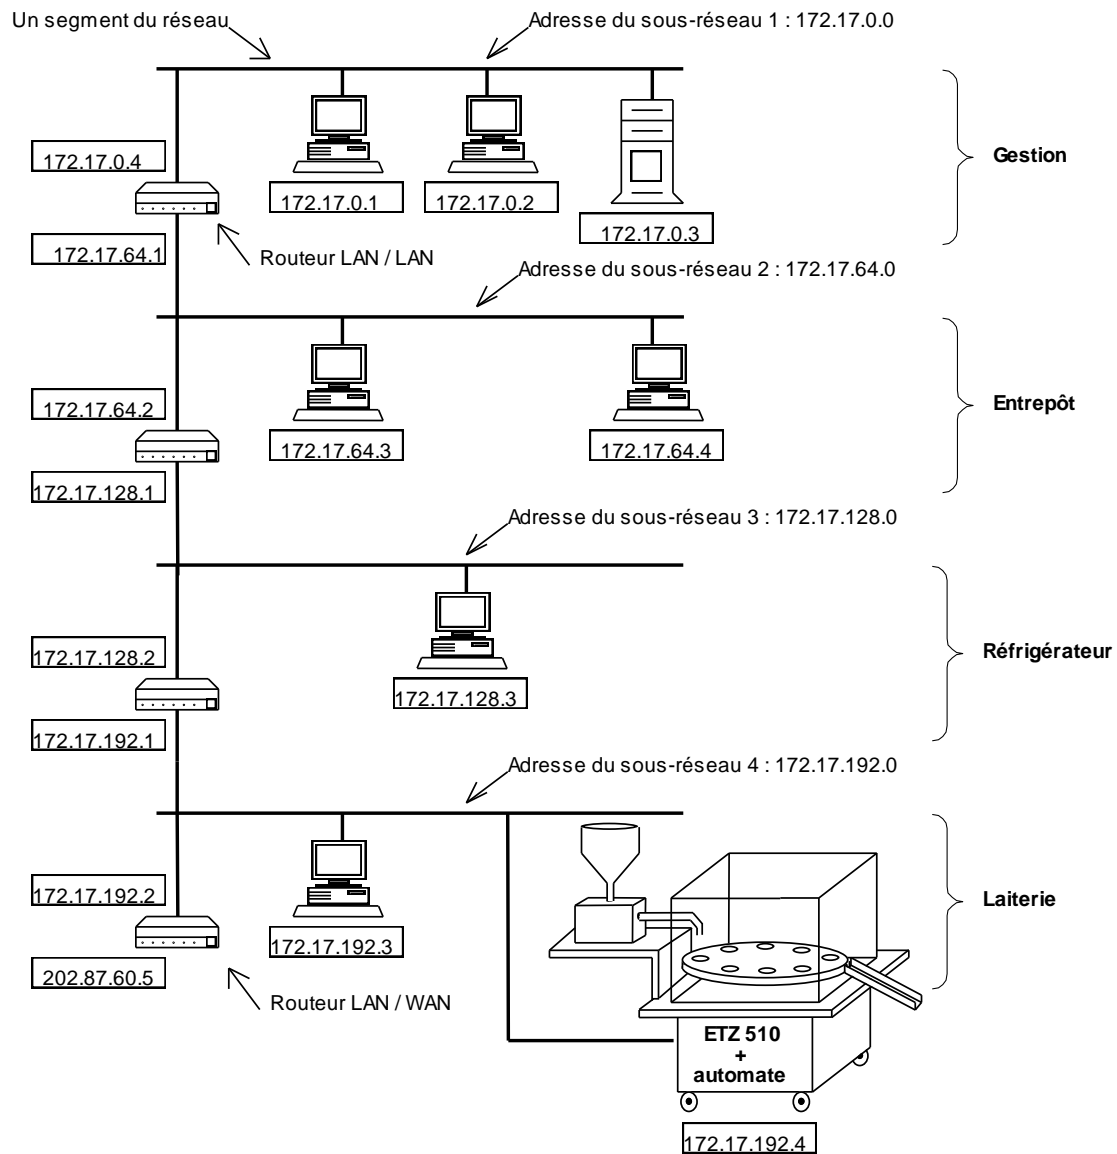 Un segment du réseau
Adresse du sous-réseau 1 : 172.17.0.0
172.17.0.4
Gestion
172.17.0.1
172.17.0.2
172.17.0.3
172.17.64.1
Routeur LAN / LAN
Adresse du sous-réseau 2 : 172.17.64.0
172.17.64.2
Entrepôt
172.17.64.3
172.17.64.4
172.17.128.1
Adresse du sous-réseau 3 : 172.17.128.0
172.17.128.2
Réfrigérateur
172.17.128.3
172.17.192.1
Adresse du sous-réseau 4 : 172.17.192.0
172.17.192.2
Laiterie
172.17.192.3
202.87.60.5
Routeur LAN / WAN
ETZ 510
+
automate
172.17.192.4